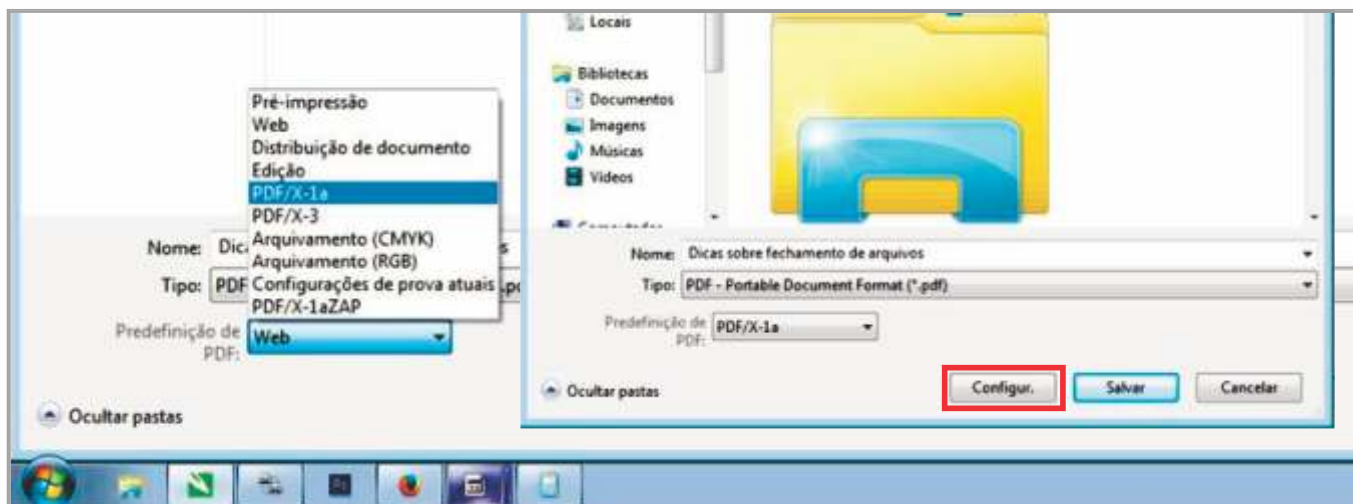 Pré-impressão
Web
Distribuição de documento
Edição
PDF/X-1a
PDF/X-3
Arquivamento (CMYK)
Arquivamento (RGB)
Configurações de prova atuais
PDF/X-1aZAP
Nome: Dic
Tipo: PDF
Predefinição de PDF: Web
Ocultar pastas
Locais
Bibliotecas
Documentos
Imagens
Músicas
Vídeos
Nome: Dicas sobre fechamento de arquivos
Tipo: PDF - Portable Document Format (*.pdf)
Predefinição de PDF: PDF/X-1a
Ocultar pastas
Configur.
Salvar
Cancelar